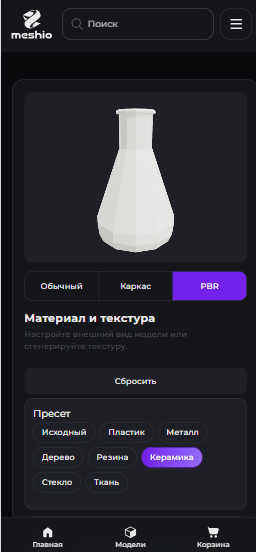 meshio
Поиск
Обычный
Каркас
PBR
Материал и текстура
Настройте внешний вид модели или
сгенерируйте текстуру.
Сбросить
Пресет
Исходный
Пластик
Металл
Дерево
Резина
Керамика
Стекло
Ткань
Главная
Модели
Корзина